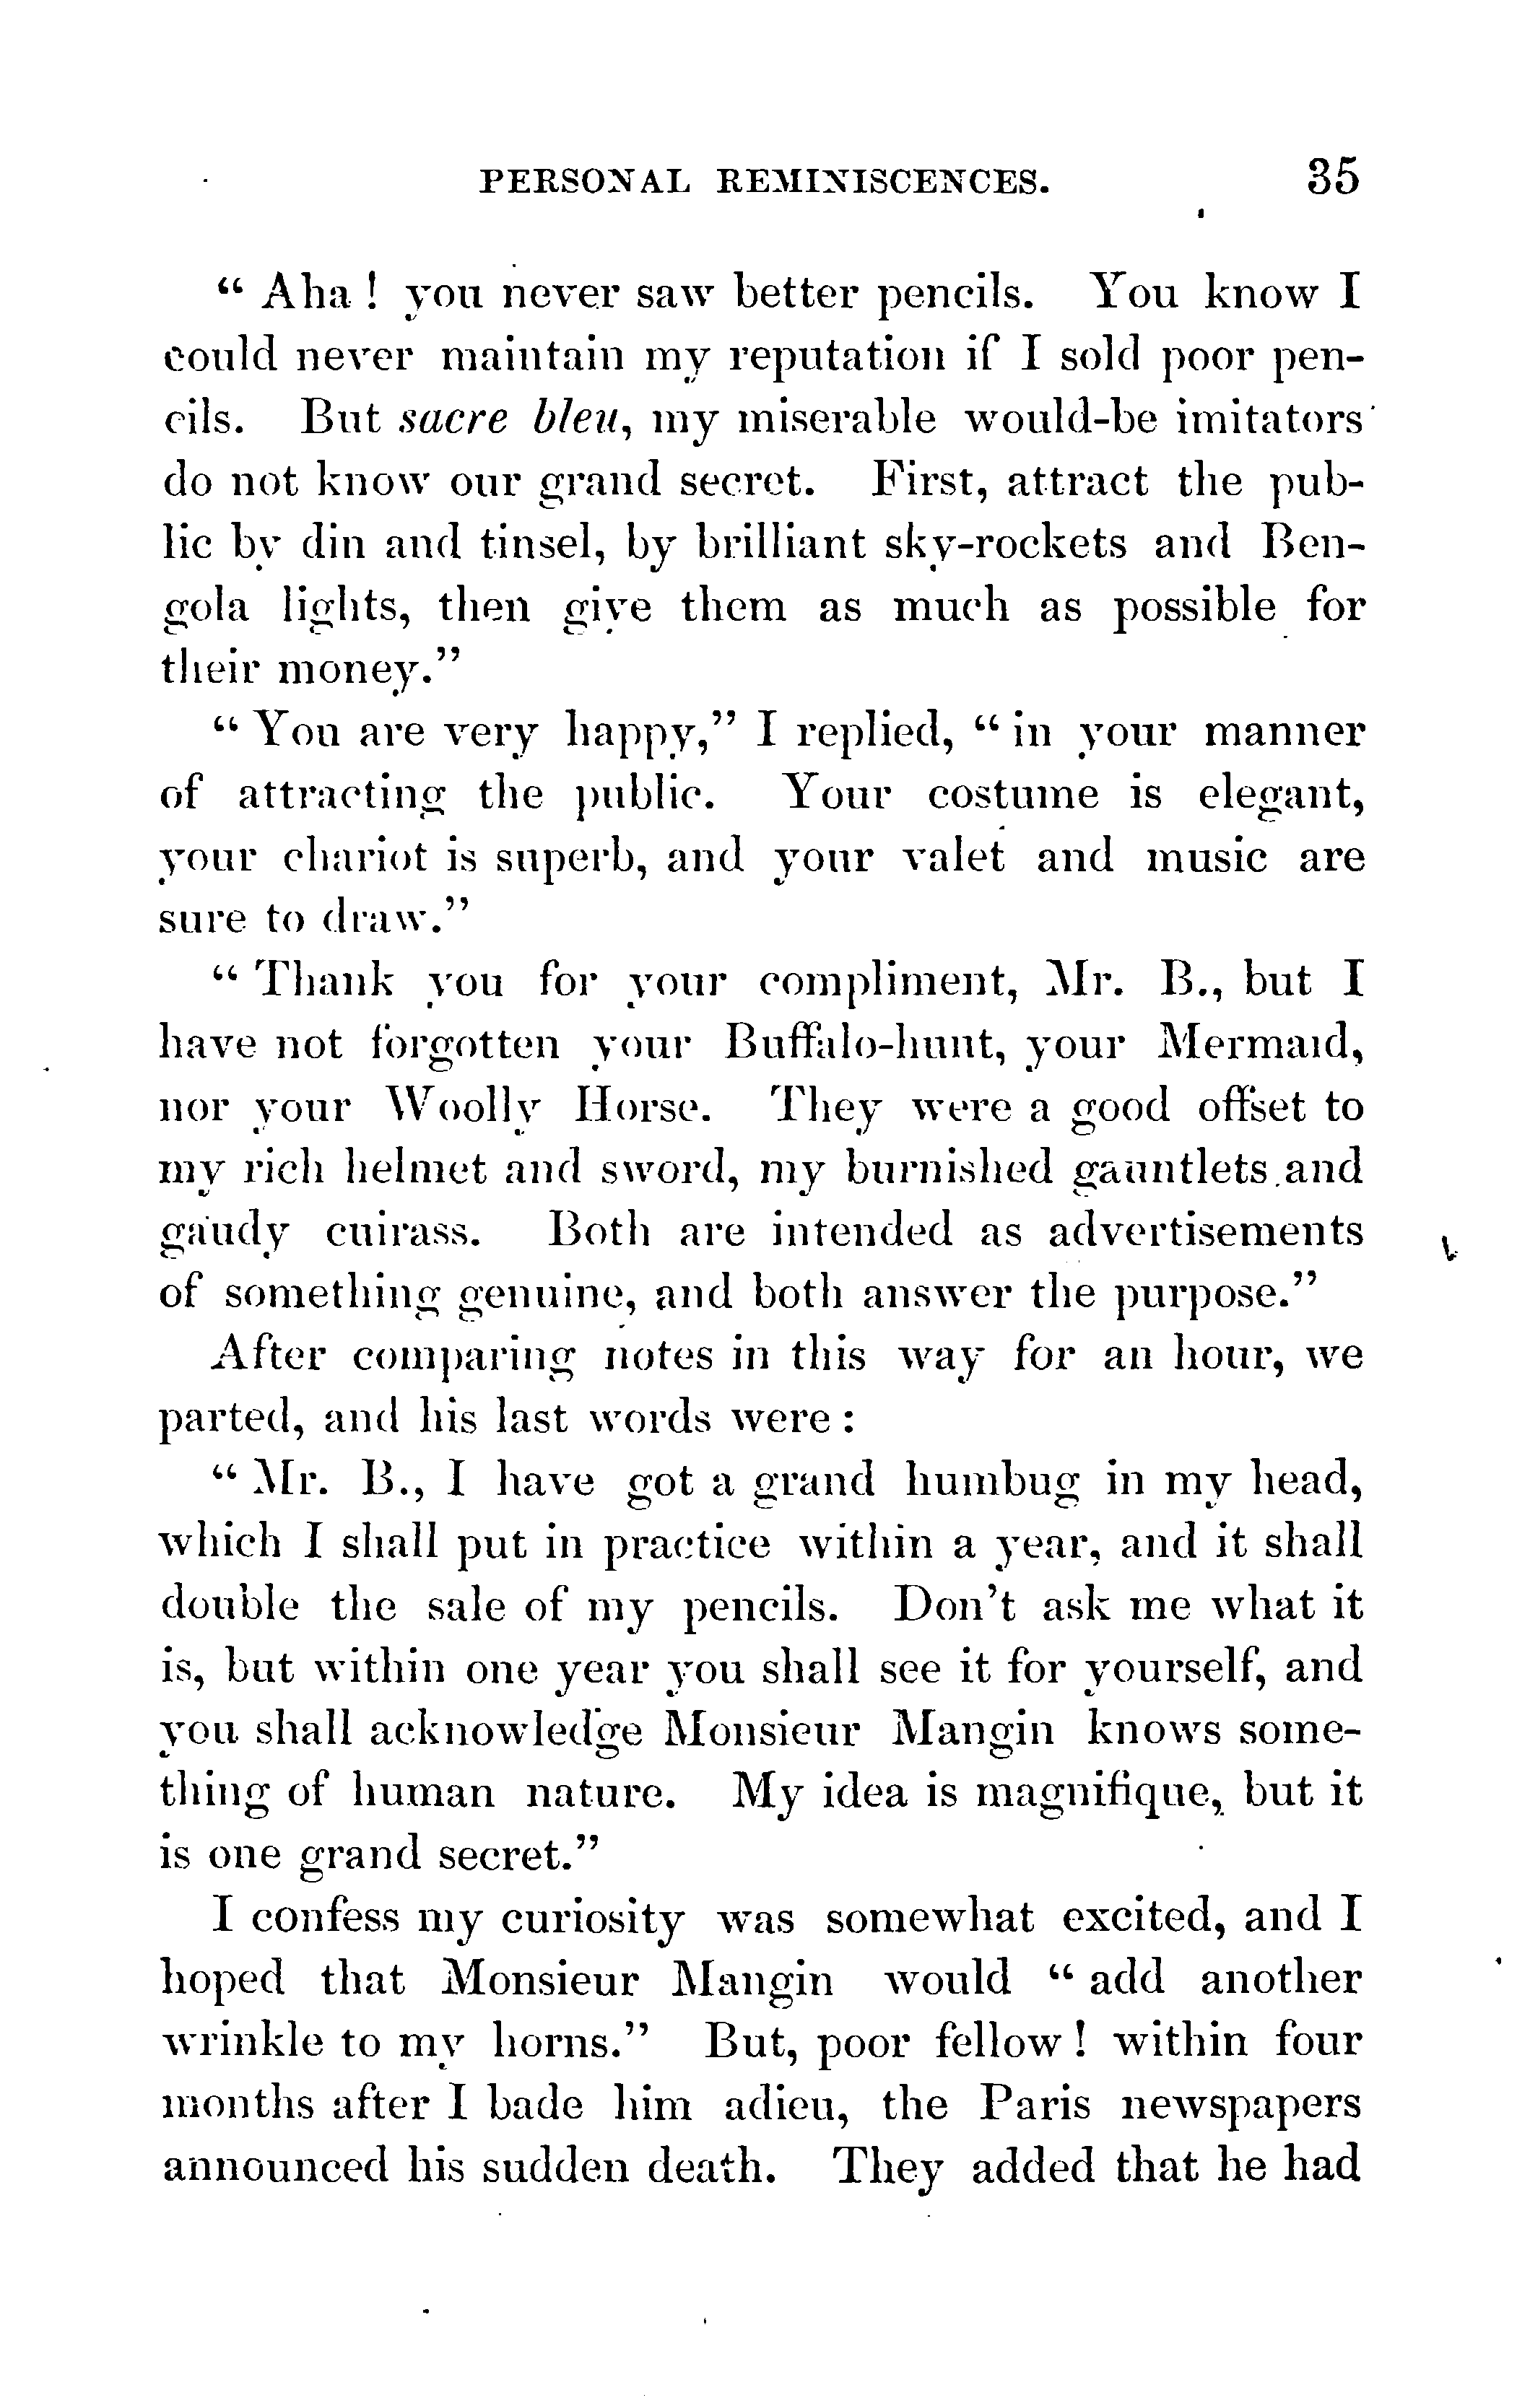 PERSONAL REMINISCENCES. 35
“ Aha ! you never saw better pencils. You know I
could never maintain my reputation if I sold poor pen-
cils. But sacre bleu, my miserable would-be imitators
do not know our grand secret. First, attract the pub-
lic by din and tinsel, by brilliant sky-rockets and Ben-
gola lights, then give them as much as possible for
their money.”
“ You are very happy,” I replied, “ in your manner
of attracting the public. Your costume is elegant,
your chariot is superb, and your valet and music are
sure to draw.”
“ Thank you for your compliment, Mr. B., but I
have not forgotten your Buffalo-hunt, your Mermaid,
nor your Woolly Horse. They were a good offset to
my rich helmet and sword, my burnished gauntlets and
gaudy cuirass. Both are intended as advertisements
of something genuine, and both answer the purpose.”
After comparing notes in this way for an hour, we
parted, and his last words were :
“ Mr. B., I have got a grand humbug in my head,
which I shall put in practice within a year, and it shall
double the sale of my pencils. Don’t ask me what it
is, but within one year you shall see it for yourself, and
you shall acknowledge Monsieur Mangin knows some-
thing of human nature. My idea is magnifique, but it
is one grand secret.”
I confess my curiosity was somewhat excited, and I
hoped that Monsieur Mangin would “ add another
wrinkle to my horns.” But, poor fellow ! within four
months after I bade him adieu, the Paris newspapers
announced his sudden death. They added that he had